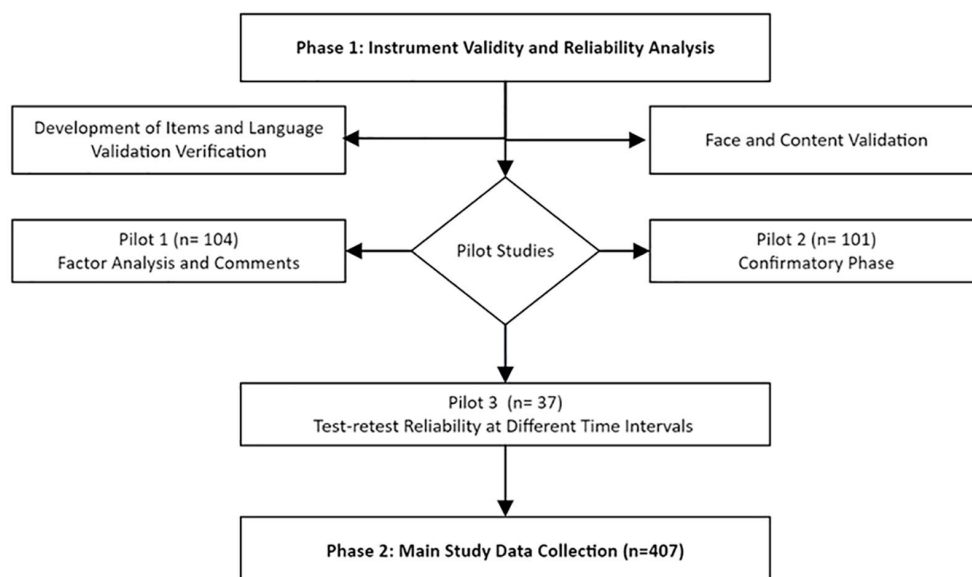 Phase 1: Instrument Validity and Reliability Analysis
Development of Items and Language
Validation Verification
Face and Content Validation
Pilot 1 (n= 104)
Factor Analysis and Comments
Pilot Studies
Pilot 2 (n= 101)
Confirmatory Phase
Pilot 3 (n= 37)
Test-retest Reliability at Different Time Intervals
Phase 2: Main Study Data Collection (n=407)